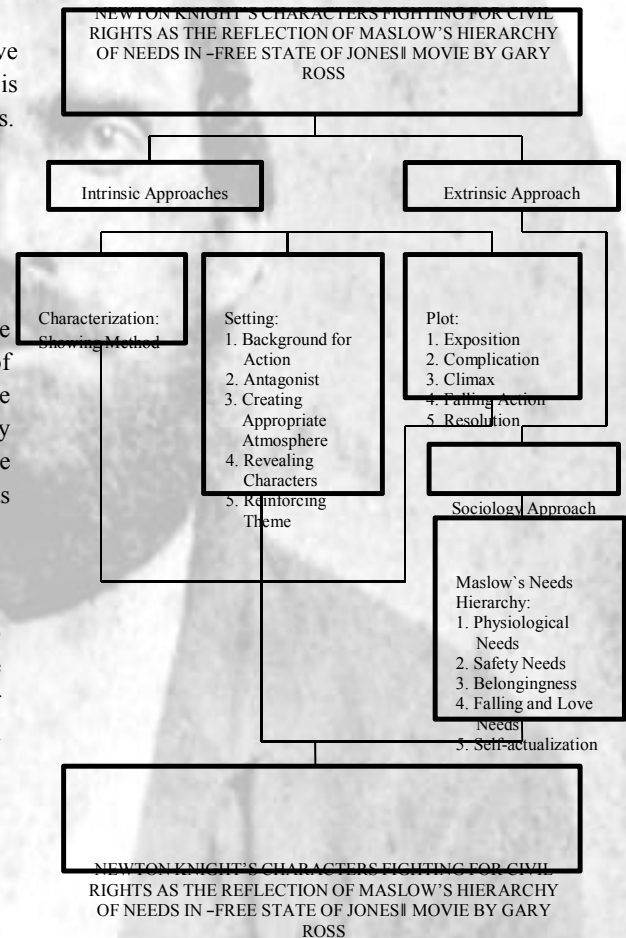 NEWTON KNIGHT'S CHARACTERS FIGHTING FOR CIVIL
RIGHTS AS THE REFLECTION OF MASLOW'S HIERARCHY
OF NEEDS IN –FREE STATE OF JONES‖ MOVIE BY GARY
ROSS
is
s.
Intrinsic Approaches
Extrinsic Approach
Characterization:
Showing Method
Setting:
1. Background for
Action
2. Antagonist
3. Creating
Appropriate
Atmosphere
4. Revealing
Characters
5. Reinforcing
Theme
Plot:
1. Exposition
2. Complication
3. Climax
4. Falling Action
5. Resolution
Sociology Approach
Maslow`s Needs
Hierarchy:
1. Physiological
Needs
2. Safety Needs
3. Belongingness
4. Falling and Love
Needs
5. Self-actualization
NEWTON KNIGHT'S CHARACTERS FIGHTING FOR CIVIL
RIGHTS AS THE REFLECTION OF MASLOW'S HIERARCHY
OF NEEDS IN –FREE STATE OF JONES‖ MOVIE BY GARY
ROSS